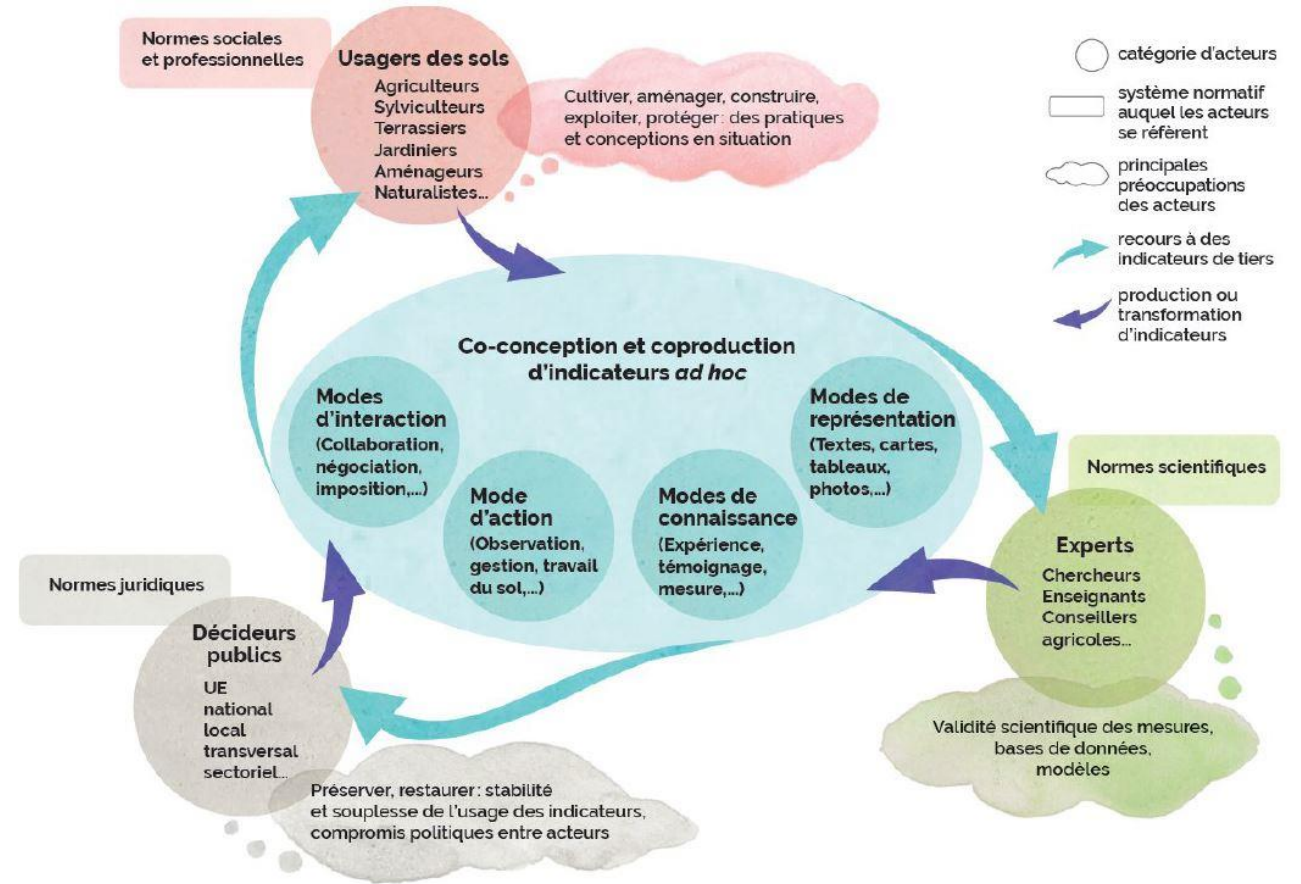 Normes sociales
et professionnelles
Usagers des sols
Agriculteurs
Sylviculteurs
Terrassiers
Jardiniers
Aménageurs
Naturalistes...
Cultiver, aménager, construire,
exploiter, protéger: des pratiques
et conceptions en situation
catégorie d'acteurs
système normatif
auquel les acteurs
se réfèrent
principales
préoccupations
des acteurs
recours à des
indicateurs de tiers
production ou
transformation
d'indicateurs
Co-conception et coproduction
d'indicateurs ad hoc
Modes
d'interaction
(Collaboration,
négociation,
imposition,...)
Mode
d'action
(Observation,
gestion, travail
du sol,...)
Modes de
connaissance
(Expérience,
témoignage,
mesure,...)
Modes de
représentation
(Textes, cartes,
tableaux,
photos,...)
Normes scientifiques
Experts
Chercheurs
Enseignants
Conseillers
agricoles...
Validité scientifique des mesures,
bases de données,
modèles
Normes juridiques
Décideurs
publics
UE
national
local
transversal
sectoriel...
Préserver, restaurer: stabilité
et souplesse de l'usage des indicateurs,
compromis politiques entre acteurs